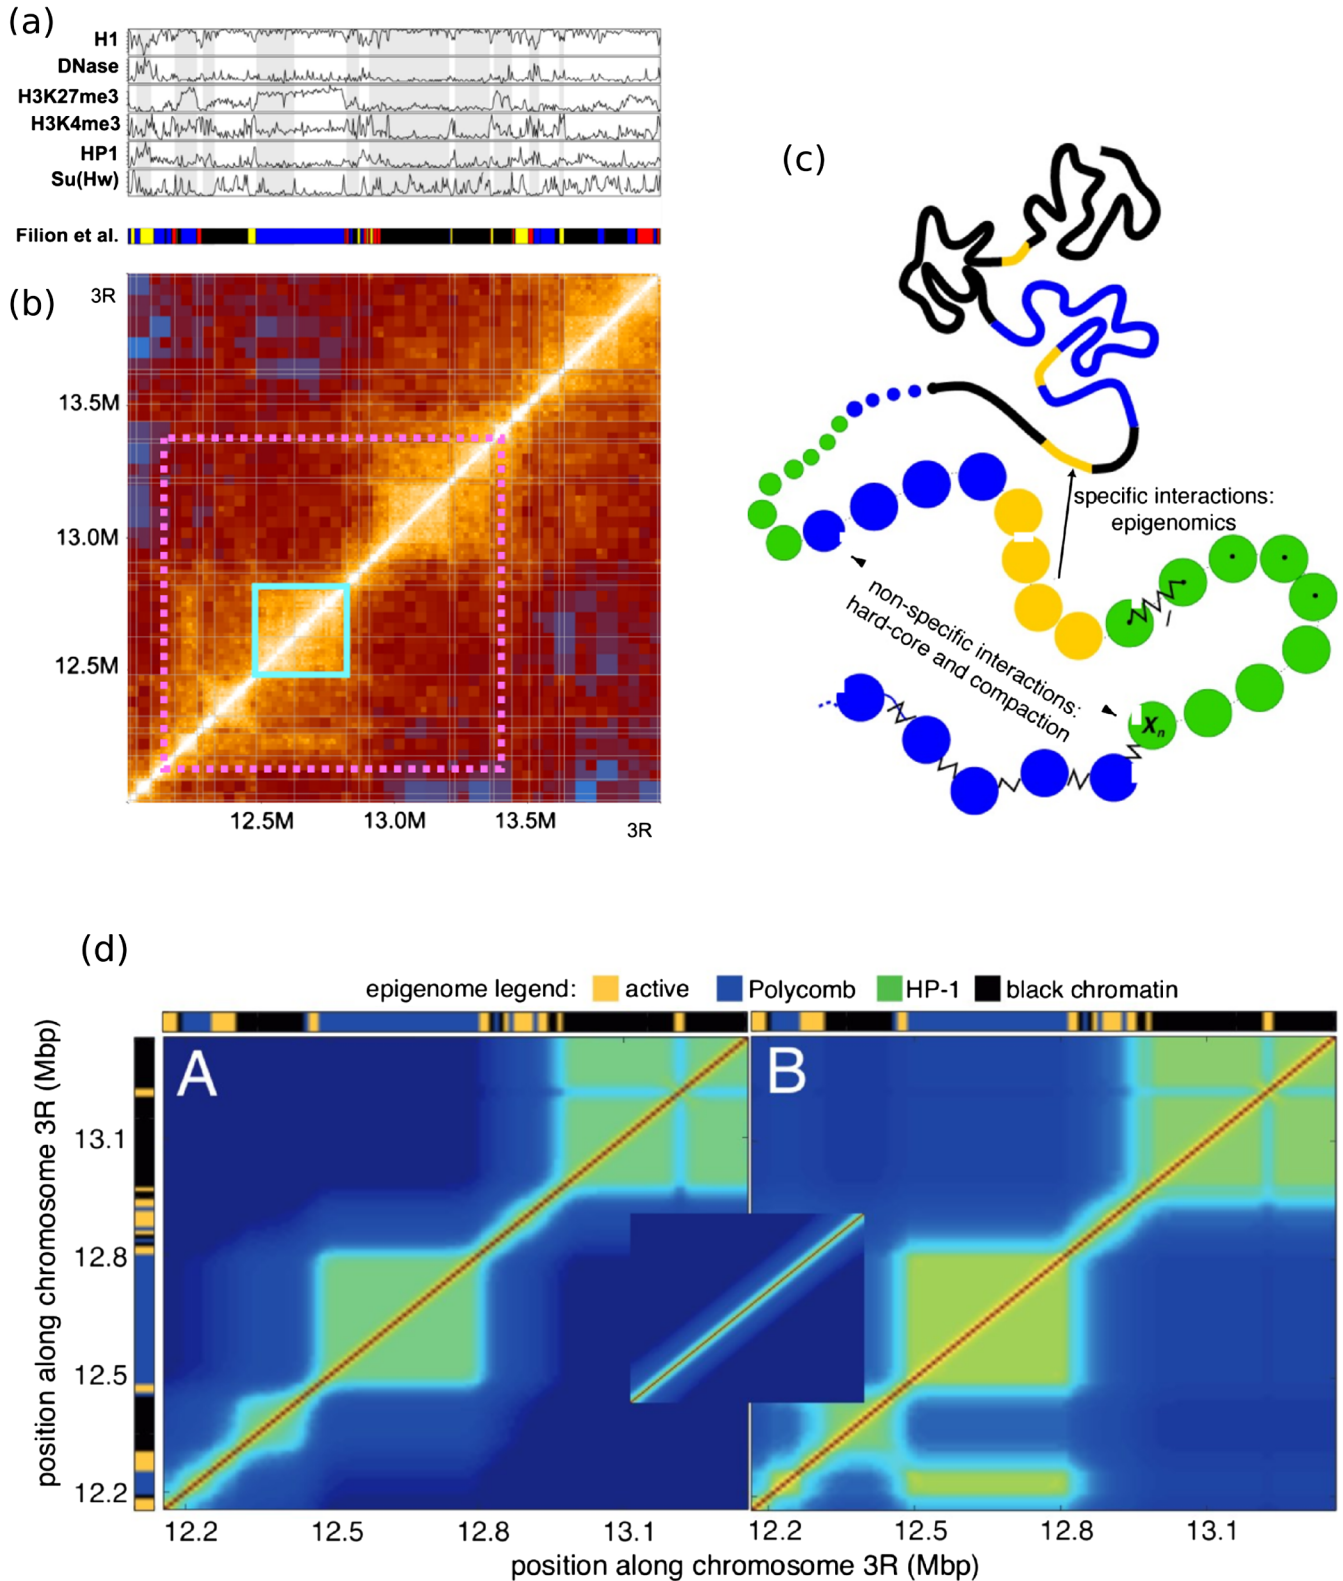 (a)
H1
DNase
H3K27me3
H3K4me3
HP1
Su(Hw)
Filion et al.
(b)
3R
13.5M
13.0M
12.5M
12.5M
13.0M
13.5M
3R
(c)
specific interactions:
epigenomics
non-specific interactions:
hard-core and compaction
Xn
(d)
epigenome legend:
active
Polycomb
HP-1
black chromatin
A
B
position along chromosome 3R (Mbp)
13.1
12.8
12.5
12.2
12.2
12.5
12.8
13.1
12.2
12.5
12.8
13.1
position along chromosome 3R (Mbp)